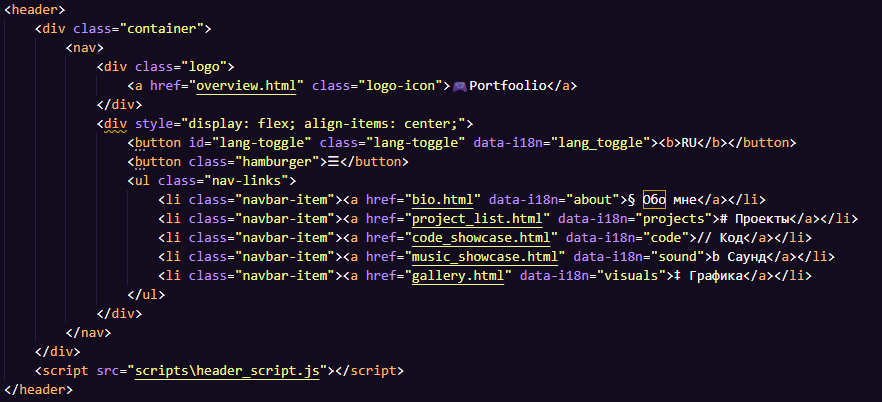 <header>
    <div class="container">
        <nav>
            <div class="logo">
                <a href="overview.html" class="logo-icon">🎮Portfoolio</a>
            </div>
            <div style="display: flex; align-items: center;">
                <button id="lang-toggle" class="lang-toggle" data-i18n="lang_toggle"><b>RU</b></button>
                <button class="hamburger">☰</button>
                <ul class="nav-links">
                    <li class="navbar-item"><a href="bio.html" data-i18n="about">§ Обо мне</a></li>
                    <li class="navbar-item"><a href="project_list.html" data-i18n="projects"># Проекты</a></li>
                    <li class="navbar-item"><a href="code_showcase.html" data-i18n="code">// Код</a></li>
                    <li class="navbar-item"><a href="music_showcase.html" data-i18n="sound">b Саунд</a></li>
                    <li class="navbar-item"><a href="gallery.html" data-i18n="visuals">‡ Графика</a></li>
                </ul>
            </div>
        </nav>
    </div>
    <script src="scripts\header_script.js"></script>
</header>